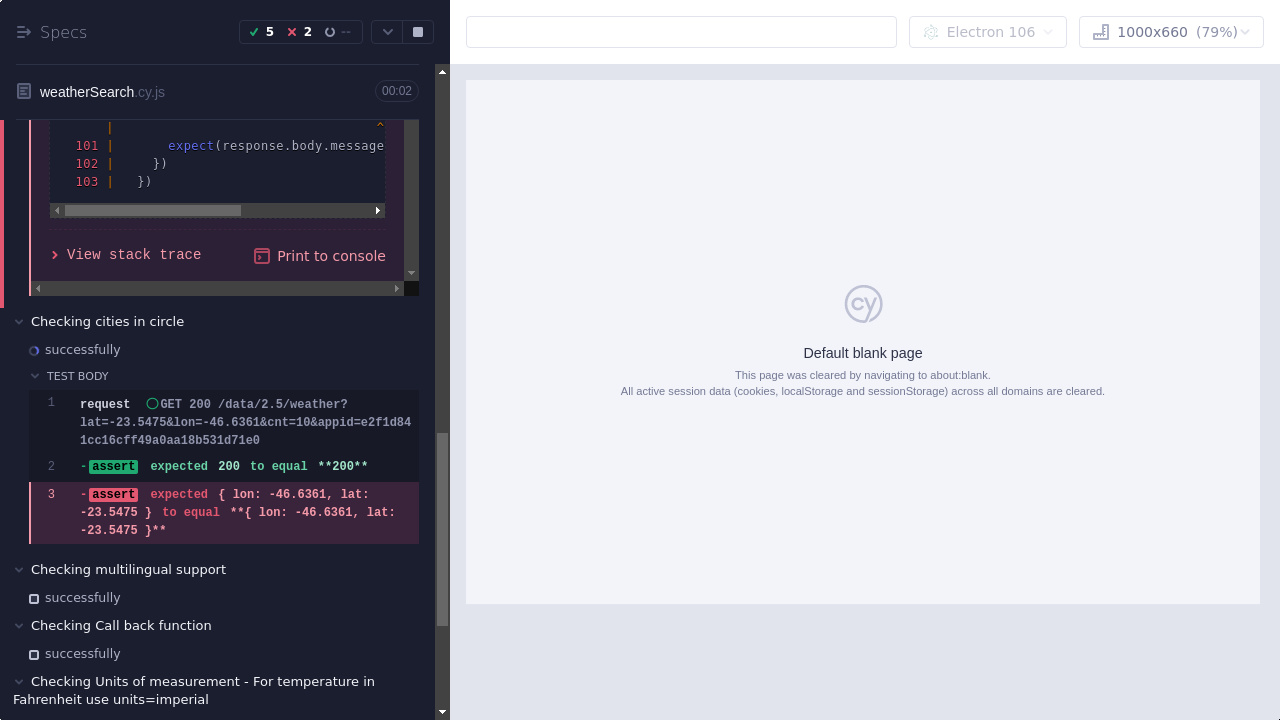 Specs
5
2
--
Electron 106
1000x660 (79%)
weatherSearch.cy.js
00:02
|
^
101 | expect(response.body.message
102 | })
103 | })
View stack trace
Print to console
Checking cities in circle
successfully
TEST BODY
1 request GET 200 /data/2.5/weather?
lat=-23.5475&lon=-46.6361&cnt=10&appid=e2f1d84
1cc16cff49a0aa18b531d71e0
2 -assert expected 200 to equal **200**
3 -assert expected { lon: -46.6361, lat:
-23.5475 } to equal **{ lon: -46.6361, lat:
-23.5475 }**
Checking multilingual support
successfully
Checking Call back function
successfully
Checking Units of measurement - For temperature in
Fahrenheit use units=imperial
cy
Default blank page
This page was cleared by navigating to about:blank.
All active session data (cookies, localStorage and sessionStorage) across all domains are cleared.